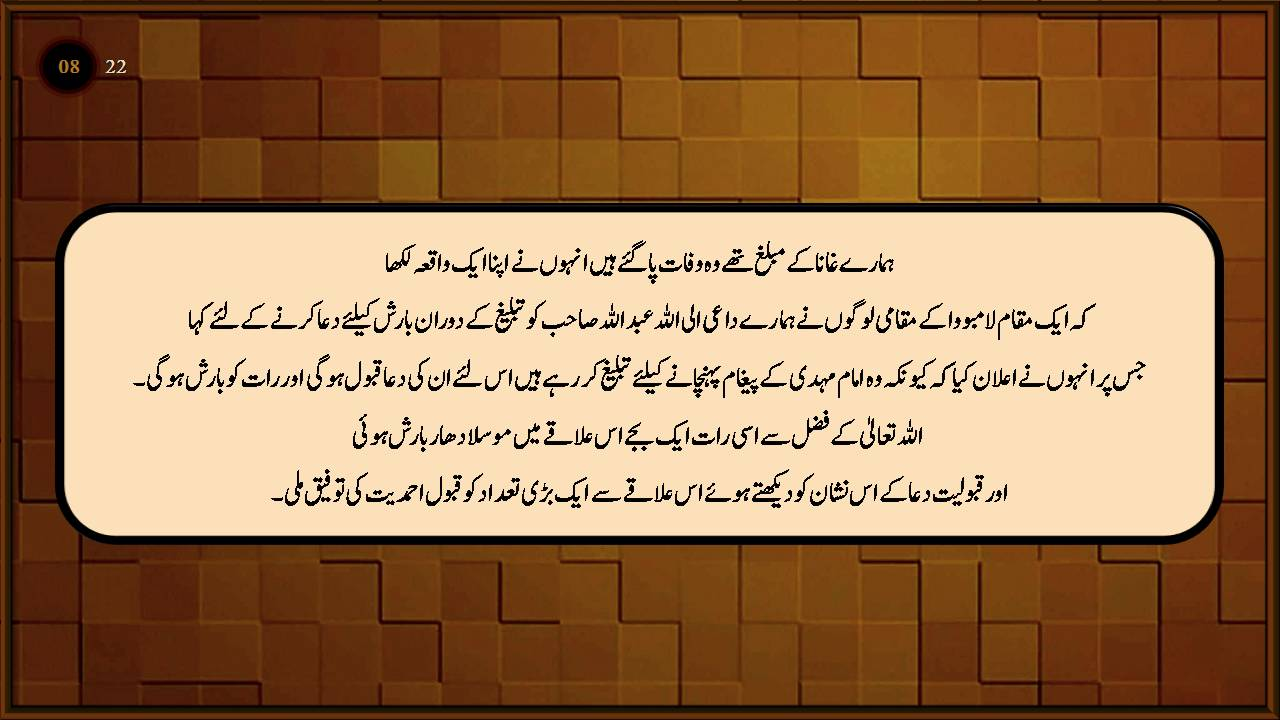 08 22
ہمارے غانا کے مبلغ تھے وہ وفات پاگئے ہیں انہوں نے اپنا ایک واقعہ لکھا
کہ ایک مقام لامبووا کے مقامی لوگوں نے ہمارے داعی الی اللہ عبد اللہ صاحب کو تبلیغ کے دوران بارش کیلئے دعا کرنے کے لئے کہا
جس پر انہوں نے اعلان کیا کہ کیونکہ وہ امام مہدی کے پیغام پہنچانے کیلئے تبلیغ کر رہے ہیں اس لئے ان کی دعا قبول ہو گی اور رات کو بارش ہو گی۔
اللہ تعالیٰ کے فضل سے اسی رات ایک بجے اس علاقے میں موسلا دھار بارش ہوئی
اور قبولیت دعا کے اس نشان کو دیکھتے ہوئے اس علاقے سے ایک بڑی تعداد کو قبول احمدیت کی توفیق ملی۔